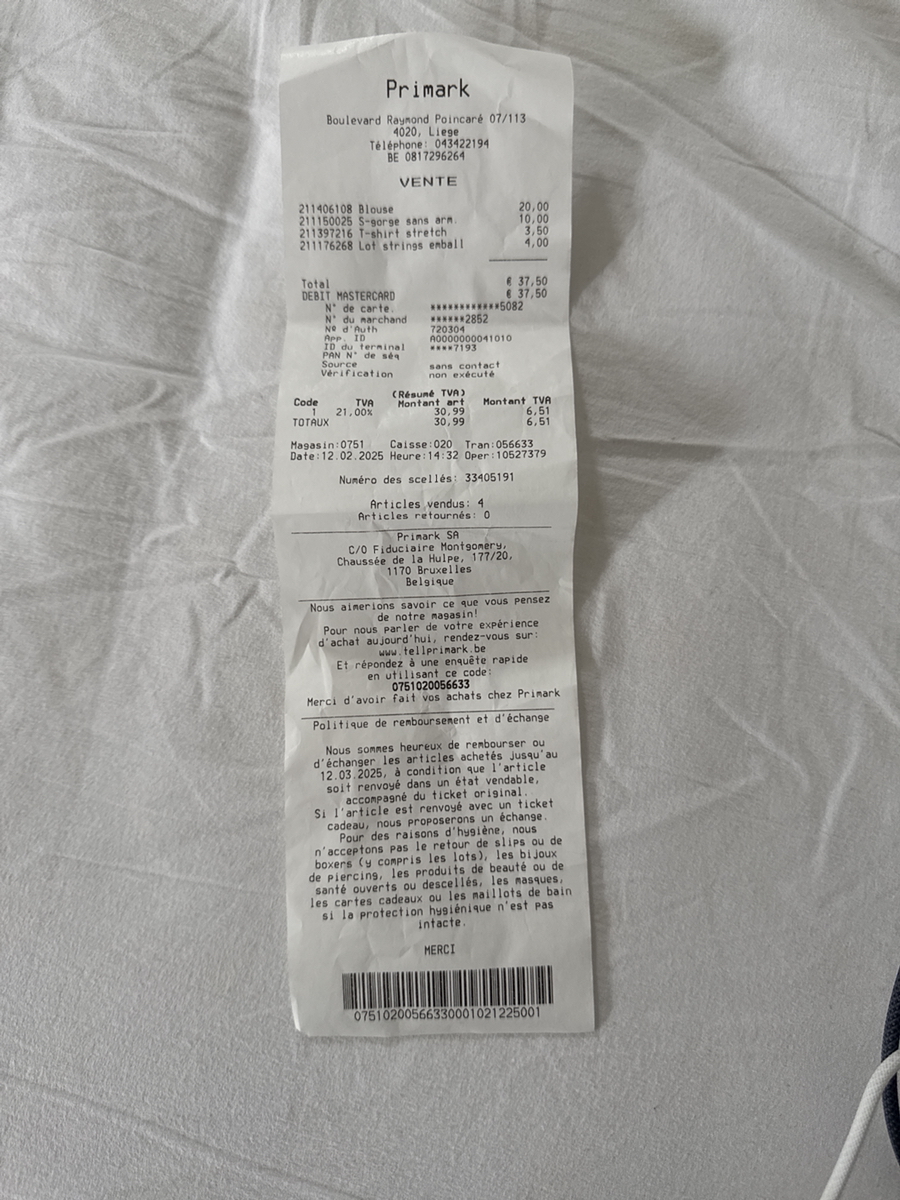 Primark
Boulevard Raymond Poincaré 07/113
4020, Liege
Téléphone: 043422194
BE 0817296264
VENTE
211406108 Blouse 20,00
211150025 S-gorge sans arm. 10,00
211397216 T-shirt stretch 3,50
211176268 Lot strings emball 4,00
Total € 37,50
DEBIT MASTERCARD € 37,50
N° de carte. ************5082
N° du marchand ******2852
Nº d'Auth 720304
App. ID A0000000041010
ID du terminal ****7193
PAN N° de séq
Source sans contact
Vérification non exécuté
(Résumé TVA)
Code TVA Montant art Montant TVA
1 21,00% 30,99 6,51
TOTAUX 30,99 6,51
Magasin:0751 Caisse:020 Tran:056633
Date:12.02.2025 Heure:14:32 Oper:10527379
Numéro des scellés: 33405191
Articles vendus: 4
Articles retournés: 0
Primark SA
C/O Fiduciaire Montgomery,
Chaussée de la Hulpe, 177/20,
1170 Bruxelles
Belgique
Nous aimerions savoir ce que vous pensez
de notre magasin!
Pour nous parler de votre expérience
d'achat aujourd'hui, rendez-vous sur:
www.tellprimark.be
Et répondez à une enquête rapide
en utilisant ce code:
0751020056633
Merci d'avoir fait vos achats chez Primark
Politique de remboursement et d'échange
Nous sommes heureux de rembourser ou
d'échanger les articles achetés jusqu'au
12.03.2025, à condition que l'article
soit renvoyé dans un état vendable,
accompagné du ticket original.
Si l'article est renvoyé avec un ticket
cadeau, nous proposerons un échange.
Pour des raisons d'hygiène, nous
n'acceptons pas le retour de slips ou de
boxers (y compris les lots), les bijoux
de piercing, les produits de beauté ou de
santé ouverts ou descellés, les masques,
les cartes cadeaux ou les maillots de bain
si la protection hygiénique n'est pas
intacte.
MERCI
07510200566330001021225001